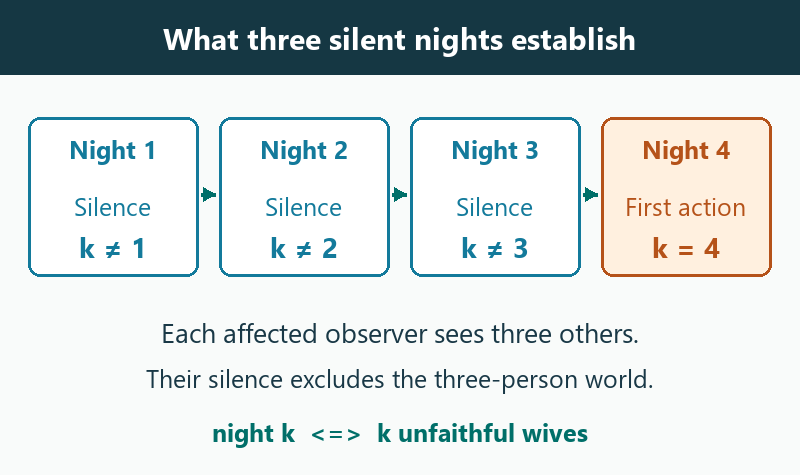 What three silent nights establish
Night 1
Silence
k ≠ 1
Night 2
Silence
k ≠ 2
Night 3
Silence
k ≠ 3
Night 4
First action
k = 4
Each affected observer sees three others.
Their silence excludes the three-person world.
night k <=> k unfaithful wives